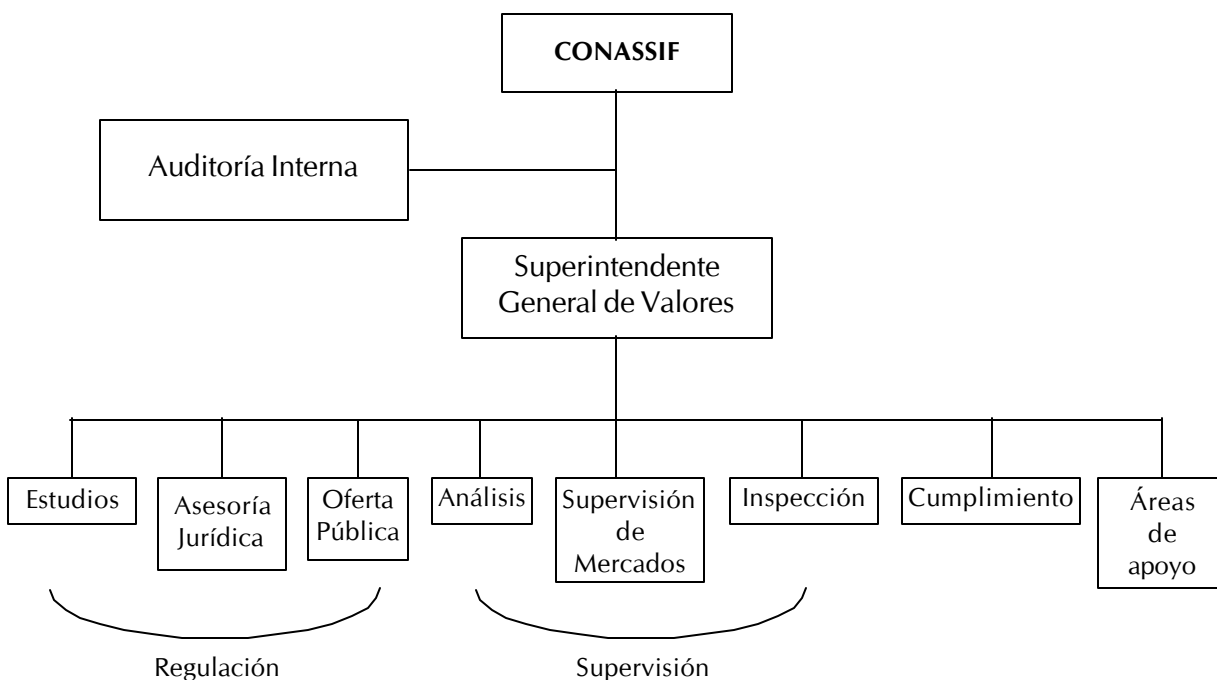 CONASSIF
Auditoría Interna
Superintendente
General de Valores
Estudios
Asesoría
Jurídica
Oferta
Pública
Análisis
Supervisión
de
Mercados
Inspección
Cumplimiento
Áreas
de
apoyo
Regulación
Supervisión